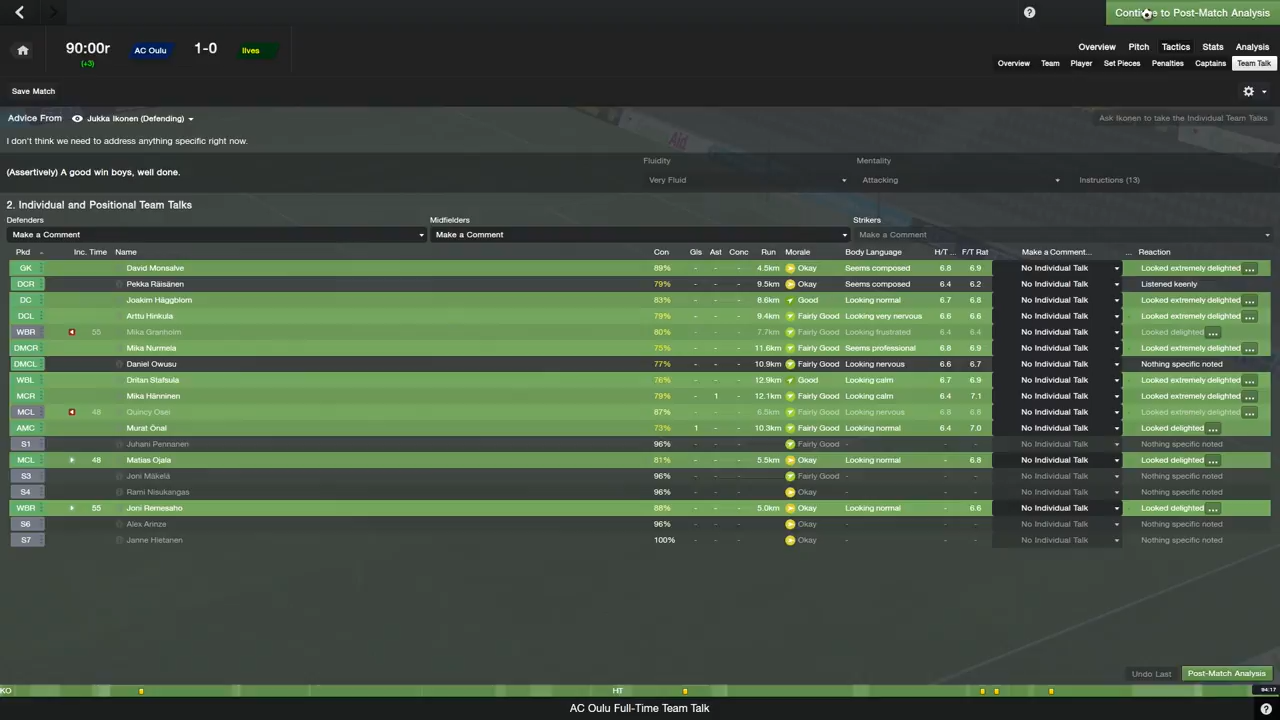 Continue to Post-Match Analysis
90:00r AC Oulu 1-0 Ilves
(+3)
Overview Pitch Tactics Stats Analysis
Overview Team Player Set Pieces Penalties Captains Team Talk
Save Match
Advice From Jukka Ikonen (Defending) Ask Ikonen to take the Individual Team Talks
I don't think we need to address anything specific right now.
Fluidity Mentality
(Assertively) A good win boys, well done.
Very Fluid Attacking Instructions (13)
2. Individual and Positional Team Talks
Defenders Midfielders Strikers
Make a Comment Make a Comment Make a Comment
Pkd Inc. Time Name Con Gls Ast Conc Run Morale Body Language H/T ... F/T Rat Make a Comment... ... Reaction
GK David Monsalve 89% - - - 4.5km Okay Seems composed 6.8 6.9 No Individual Talk Looked extremely delighted ...
DCR Pekka Räisänen 79% - - - 9.5km Okay Seems composed 6.4 6.2 No Individual Talk Listened keenly
DC Joakim Häggblom 83% - - - 8.6km Good Looking normal 6.7 6.8 No Individual Talk Looked extremely delighted ...
DCL Arttu Hinkula 79% - - - 9.4km Fairly Good Looking very nervous 6.6 6.6 No Individual Talk Looked extremely delighted ...
WBR 55 Mika Granholm 80% - - - 7.7km Fairly Good Looking frustrated 6.4 6.4 No Individual Talk Looked delighted ...
DMCR Mika Nurmela 75% - - - 11.6km Fairly Good Seems professional 6.8 6.9 No Individual Talk Looked extremely delighted ...
DMCL Daniel Owusu 77% - - - 10.9km Fairly Good Looking nervous 6.6 6.7 No Individual Talk Nothing specific noted
WBL Dritan Stafsula 76% - - - 12.9km Good Looking calm 6.7 6.9 No Individual Talk Looked extremely delighted ...
MCR Mika Hänninen 79% - 1 - 12.1km Fairly Good Looking calm 6.4 7.1 No Individual Talk Looked extremely delighted ...
MCL 48 Quincy Osei 87% - - - 6.5km Fairly Good Looking nervous 6.8 6.8 No Individual Talk Looked extremely delighted ...
AMC Murat Önal 73% 1 - - 10.3km Fairly Good Looking normal 6.4 7.0 No Individual Talk Looked delighted ...
S1 Juhani Pennanen 96% - - - - Fairly Good - - - No Individual Talk Nothing specific noted
MCL 48 Matias Ojala 81% - - - 5.5km Okay Looking normal - 6.8 No Individual Talk Looked delighted ...
S3 Joni Mäkelä 96% - - - - Fairly Good - - - No Individual Talk Nothing specific noted
S4 Rami Nisukangas 96% - - - - Okay - - - No Individual Talk Nothing specific noted
WBR 55 Joni Remesaho 88% - - - 5.0km Okay Looking normal - 6.6 No Individual Talk Looked delighted ...
S6 Alex Arinze 96% - - - - Okay - - - No Individual Talk Nothing specific noted
S7 Janne Hietanen 100% - - - - Okay - - - No Individual Talk Nothing specific noted
Undo Last Post-Match Analysis
KO HT 94:17
AC Oulu Full-Time Team Talk